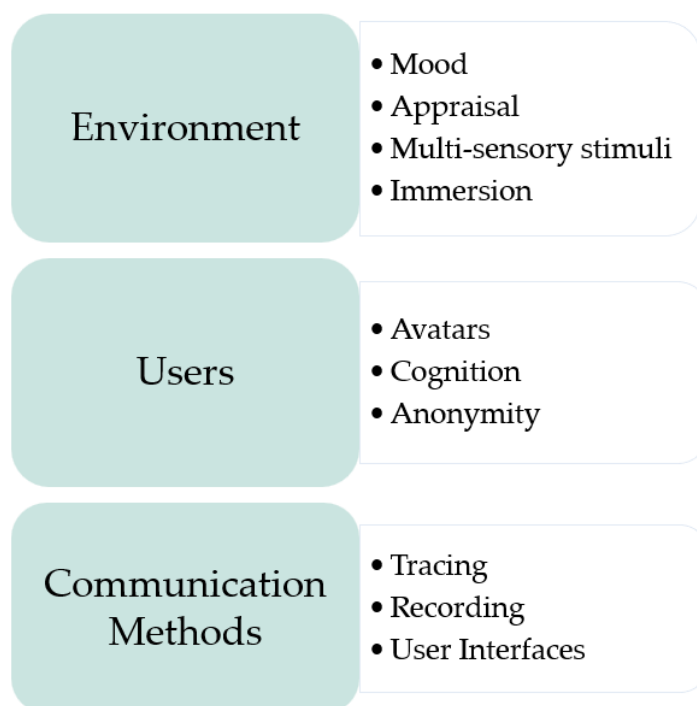 Environment
• Mood
• Appraisal
• Multi-sensory stimuli
• Immersion
Users
• Avatars
• Cognition
• Anonymity
Communication
Methods
• Tracing
• Recording
• User Interfaces